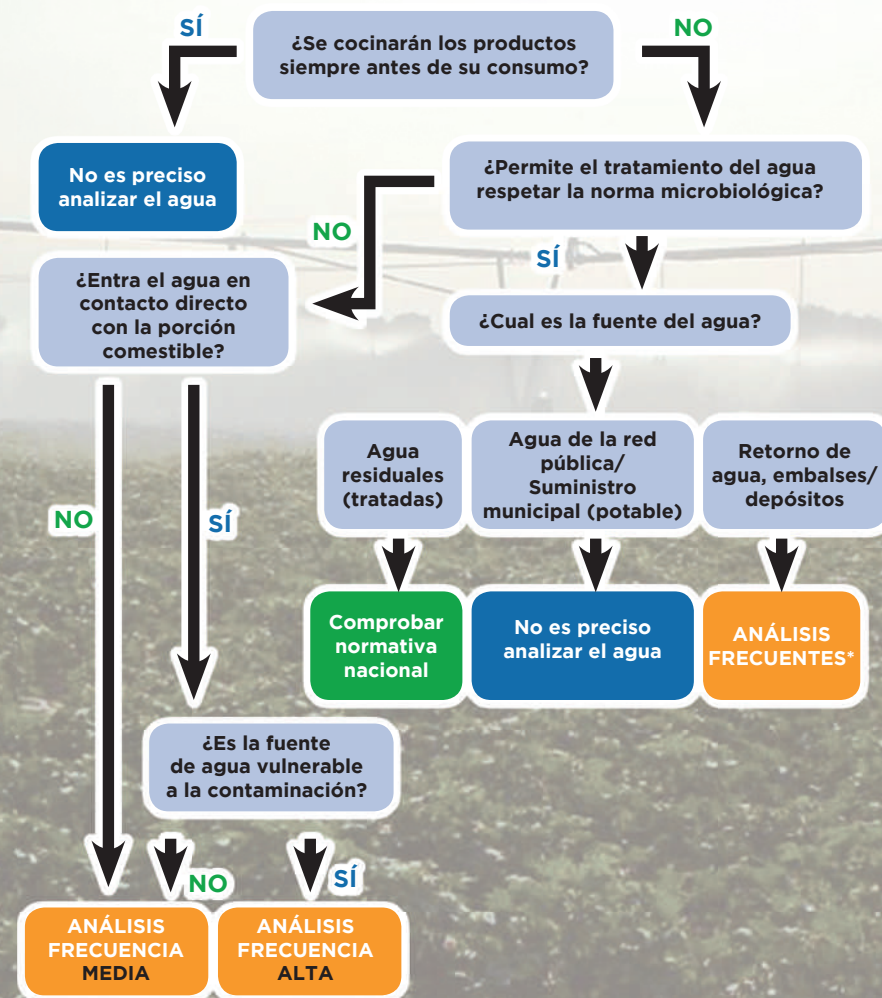 SÍ
¿Se cocinarán los productos
siempre antes de su consumo?
NO
No es preciso
analizar el agua
¿Permite el tratamiento del agua
respetar la norma microbiológica?
NO
SÍ
¿Entra el agua en
contacto directo
con la porción
comestible?
¿Cual es la fuente del agua?
Agua
residuales
(tratadas)
Agua de la red
pública/
Suministro
municipal (potable)
Retorno de
agua, embalses/
depósitos
NO
SÍ
Comprobar
normativa
nacional
No es preciso
analizar el agua
ANÁLISIS
FRECUENTES*
¿Es la fuente
de agua vulnerable
a la contaminación?
NO
SÍ
ANÁLISIS
FRECUENCIA
MEDIA
ANÁLISIS
FRECUENCIA
ALTA